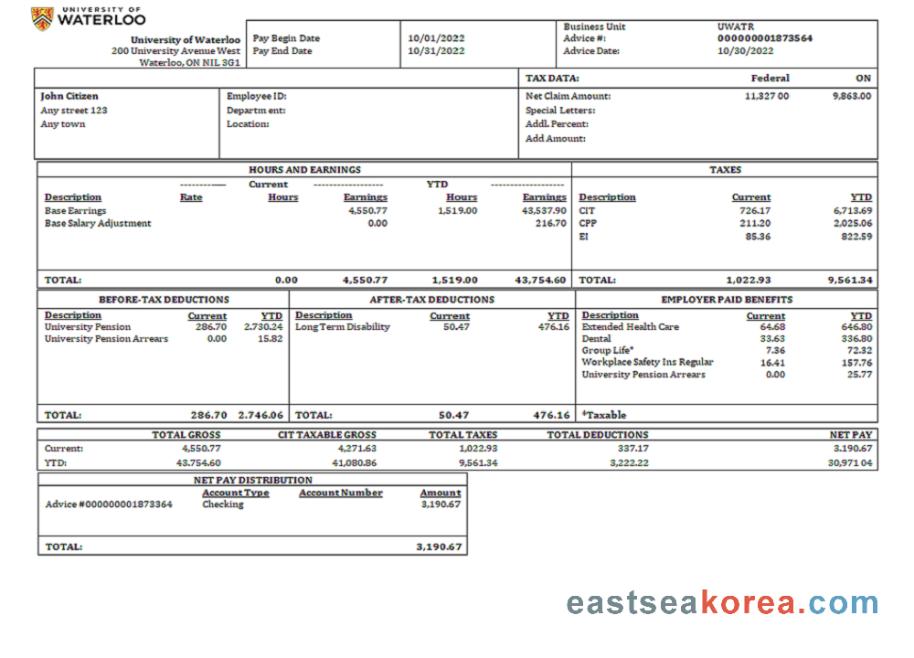 UNIVERSITY OF
WATERLOO
University of Waterloo
200 University Avenue West
Waterloo,ON NIL 3G1
Pay Begin Date 10/01/2022
Pay End Date 10/31/2022
Business Unit UWATR
Advice #: 000000001873564
Advice Date: 10/30/2022
TAX DATA: Federal ON
John Citizen
Any street 123
Any town
Employee ID:
Department:
Location:
Net Claim Amount: 11,327 00 9,863.00
Special Letters:
Addl. Percent:
Add Amount:
HOURS AND EARNINGS
------------ Current ------------------ YTD ------------------
Description Rate Hours Earnings Hours Earnings
Base Earrings 4,550.77 1,519.00 43,537.90
Base Salary Adjustment 0.00 216.70
TOTAL: 0.00 4,550.77 1,519.00 43,754.60
TAXES
Description Current YTD
CIT 726.17 6,713.69
CPP 211.20 2,025.06
EI 85.36 822.59
TOTAL: 1,022.93 9,561.34
BEFORE-TAX DEDUCTIONS
Description Current YTD
University Pension 286.70 2.730.24
University Pension Arrears 0.00 15.82
TOTAL: 286.70 2.746.06
AFTER-TAX DEDUCTIONS
Description Current YTD
Long Term Disability 50.47 476.16
TOTAL: 50.47 476.16
EMPLOYER PAID BENEFITS
Description Current YTD
Extended Health Care 64.68 646.80
Dental 33.63 336.80
Group Life* 7.36 72.32
Workplace Safety Ins Regular 16.41 157.76
University Pension Arrears 0.00 25.77
*Taxable
TOTAL GROSS CIT TAXABLE GROSS TOTAL TAXES TOTAL DEDUCTIONS NET PAY
Current: 4,550.77 4,271.63 1,022.93 337.17 3.190.67
YTD: 43.754.60 41,080.86 9,561.34 3,222.22 30,971 04
NET PAY DISTRIBUTION
Account Type Account Number Amount
Advice #000000001873364 Checking 3,190.67
TOTAL: 3,190.67
eastseakorea.com